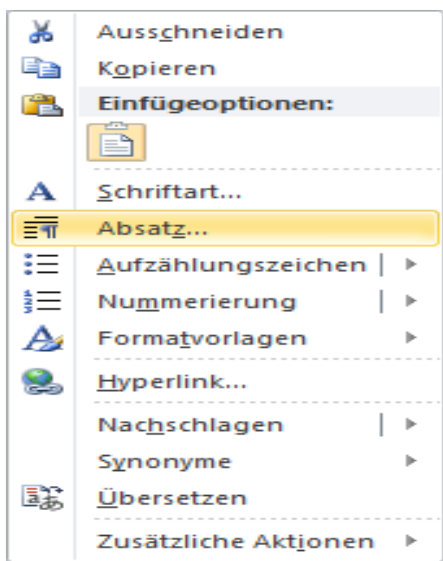 Ausschneiden
Kopieren
Einfügeoptionen:
Schriftart...
Absatz...
Aufzählungszeichen
Nummerierung
Formatvorlagen
Hyperlink...
Nachschlagen
Synonyme
Übersetzen
Zusätzliche Aktionen